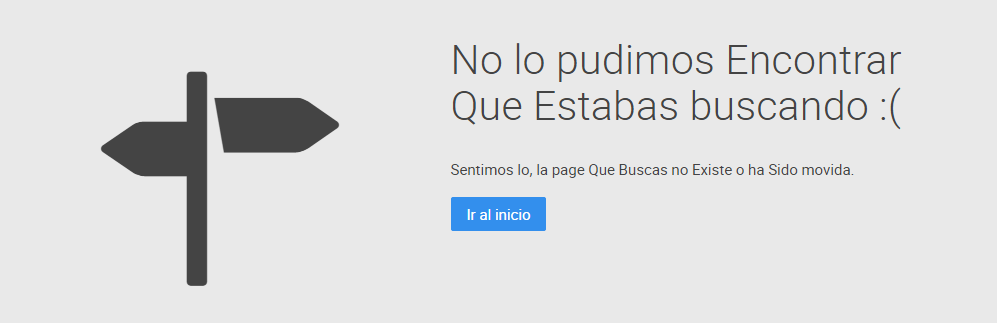 No lo pudimos Encontrar
Que Estabas buscando :(
Sentimos lo, la page Que Buscas no Existe o ha Sido movida.
Ir al inicio